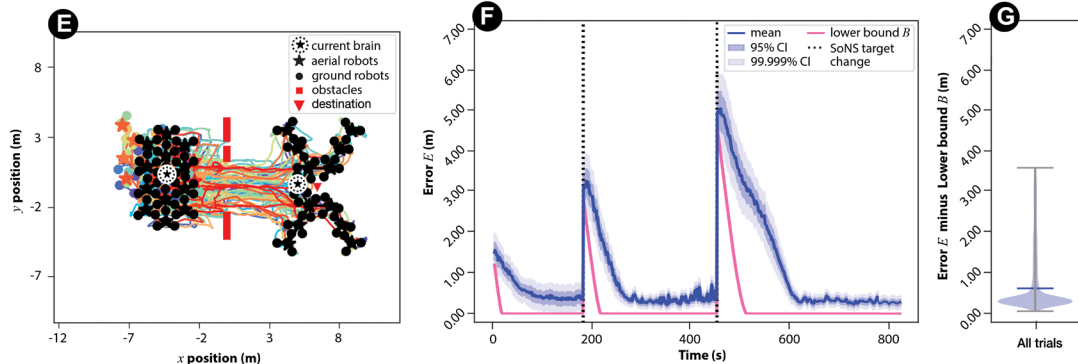 E
current brain
aerial robots
ground robots
obstacles
destination
8
3
-2
-7
y position (m)
-12
-7
-2
3
8
x position (m)
F
mean
95% CI
99.999% CI
lower bound B
SoNS target
change
7.00
6.00
5.00
4.00
3.00
2.00
1.00
0.00
Error E (m)
0
200
400
600
800
Time (s)
G
7.00
6.00
5.00
4.00
3.00
2.00
1.00
0.00
Error E minus Lower bound B (m)
All trials